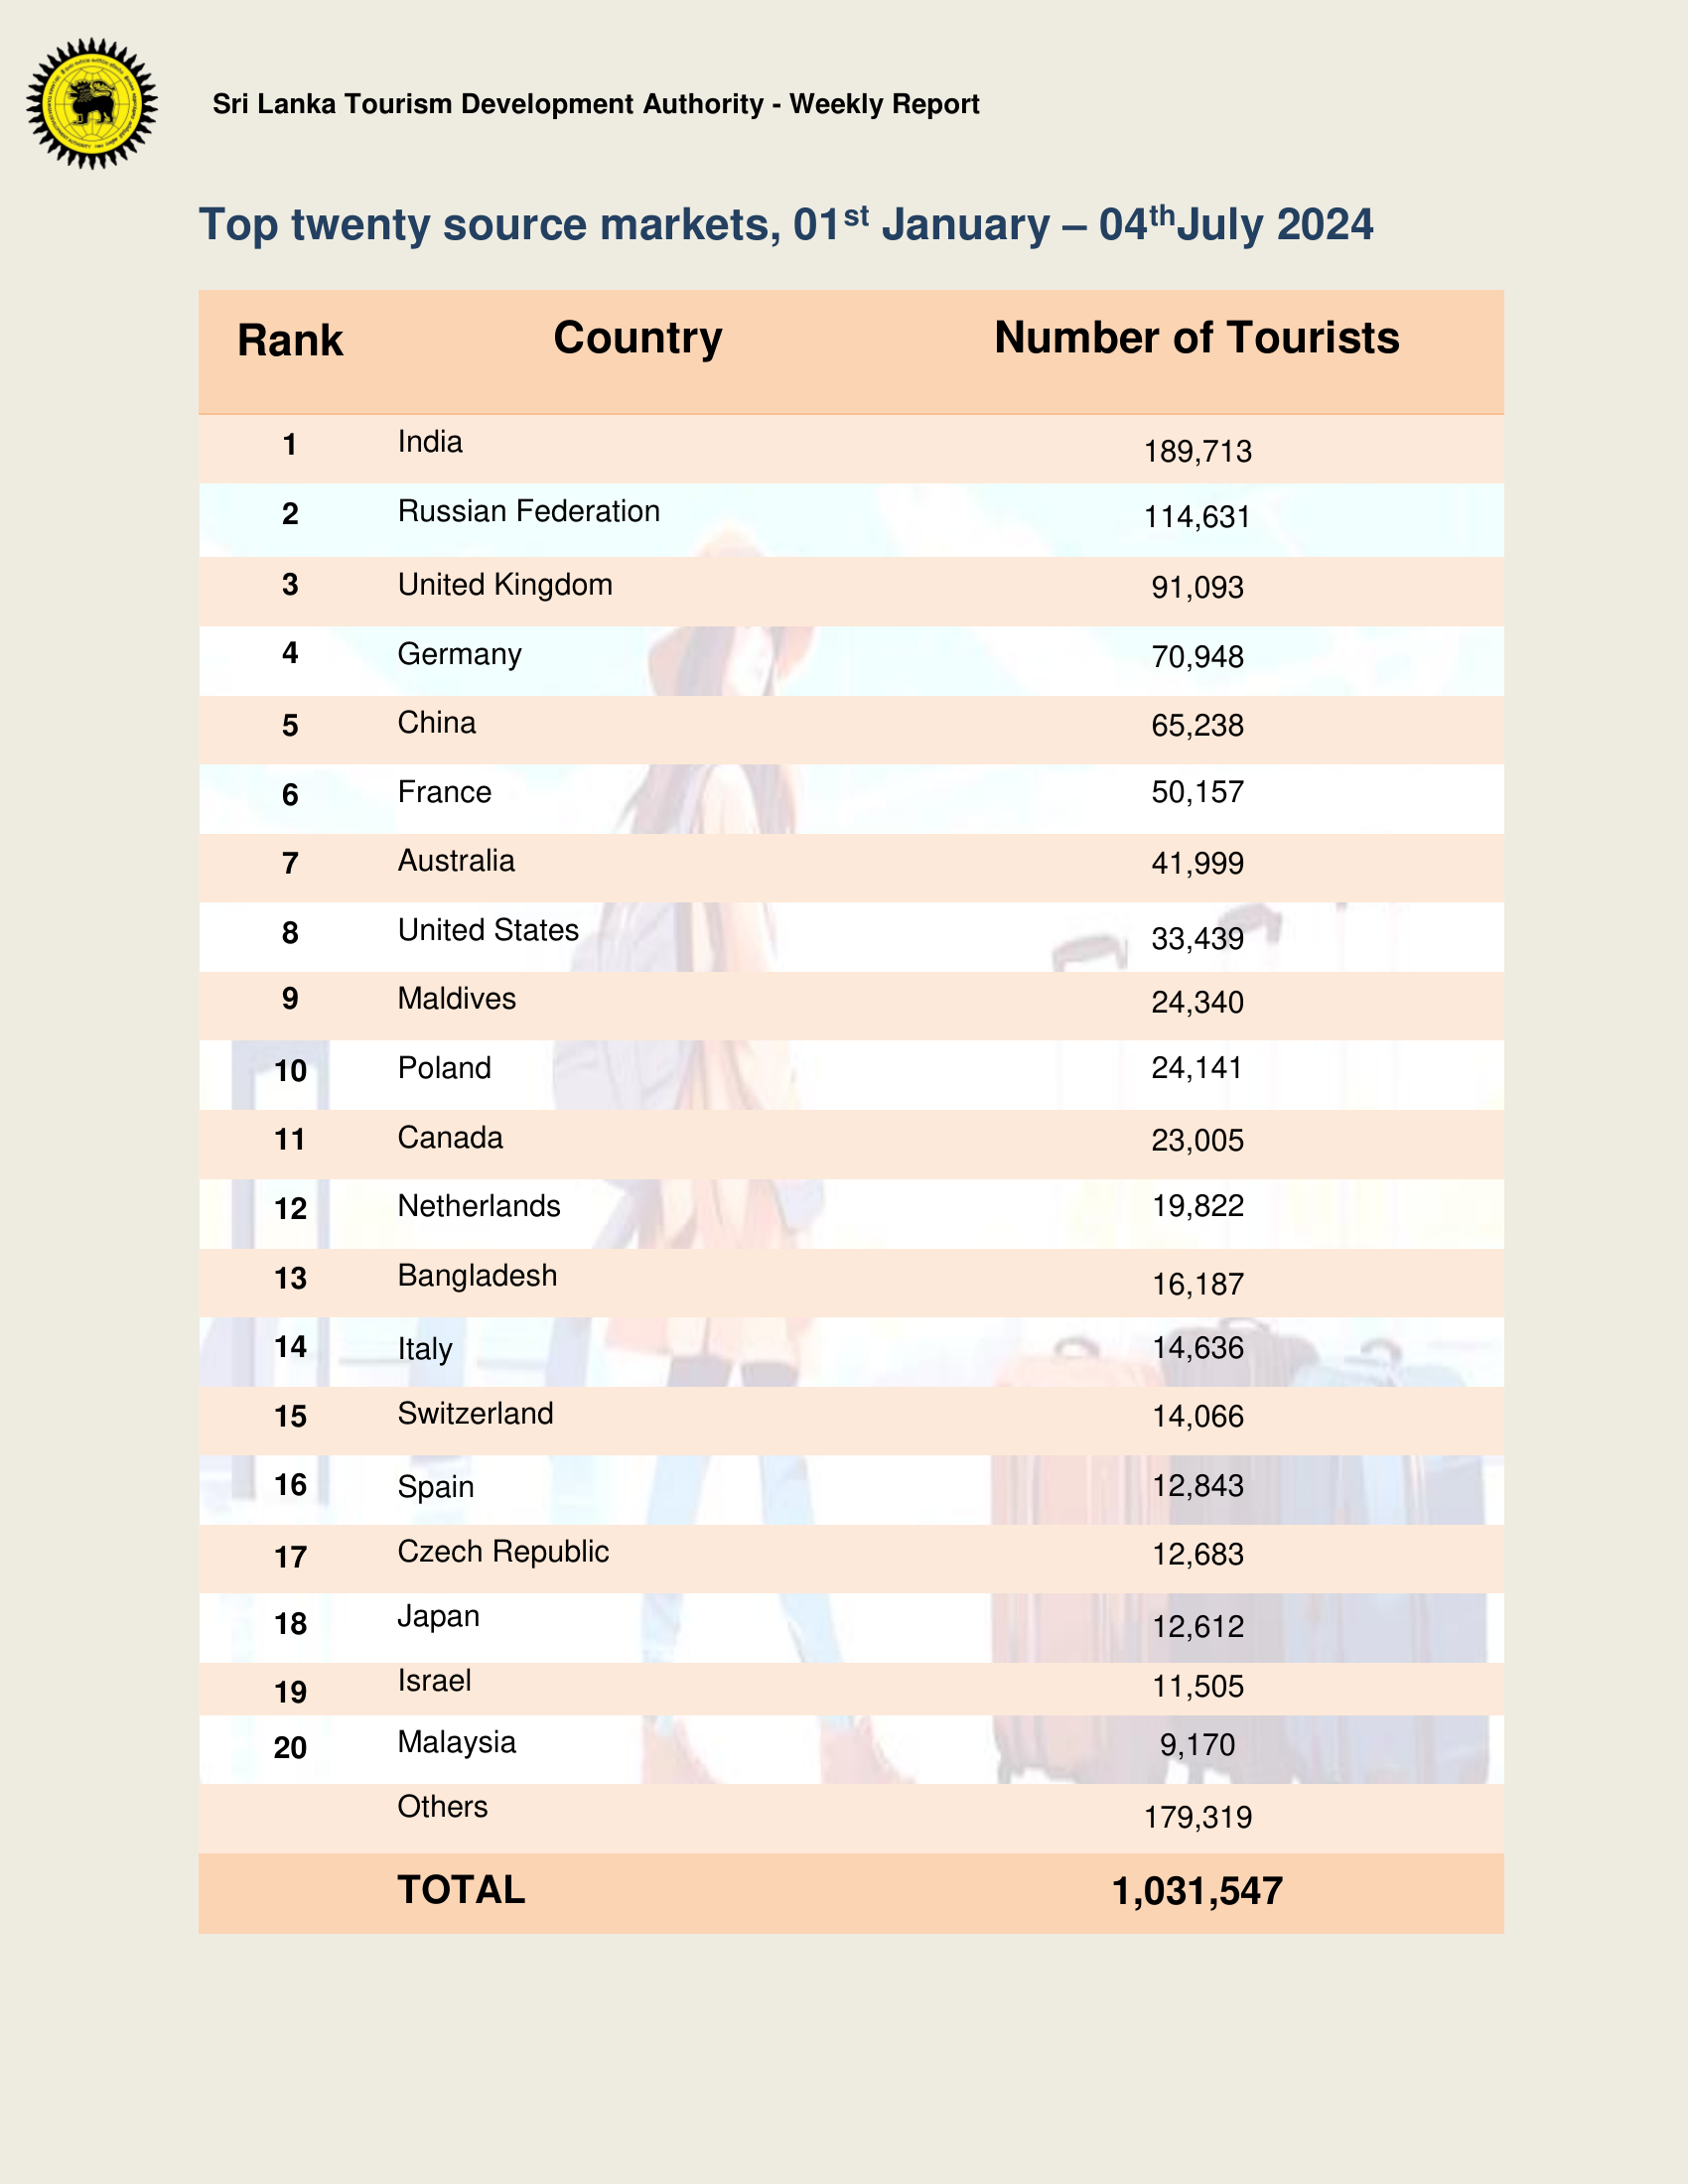 Sri Lanka Tourism Development Authority - Weekly Report
Top twenty source markets, 01st January – 04thJuly 2024
Rank Country Number of Tourists
1 India 189,713
2 Russian Federation 114,631
3 United Kingdom 91,093
4 Germany 70,948
5 China 65,238
6 France 50,157
7 Australia 41,999
8 United States 33,439
9 Maldives 24,340
10 Poland 24,141
11 Canada 23,005
12 Netherlands 19,822
13 Bangladesh 16,187
14 Italy 14,636
15 Switzerland 14,066
16 Spain 12,843
17 Czech Republic 12,683
18 Japan 12,612
19 Israel 11,505
20 Malaysia 9,170
Others 179,319
TOTAL 1,031,547